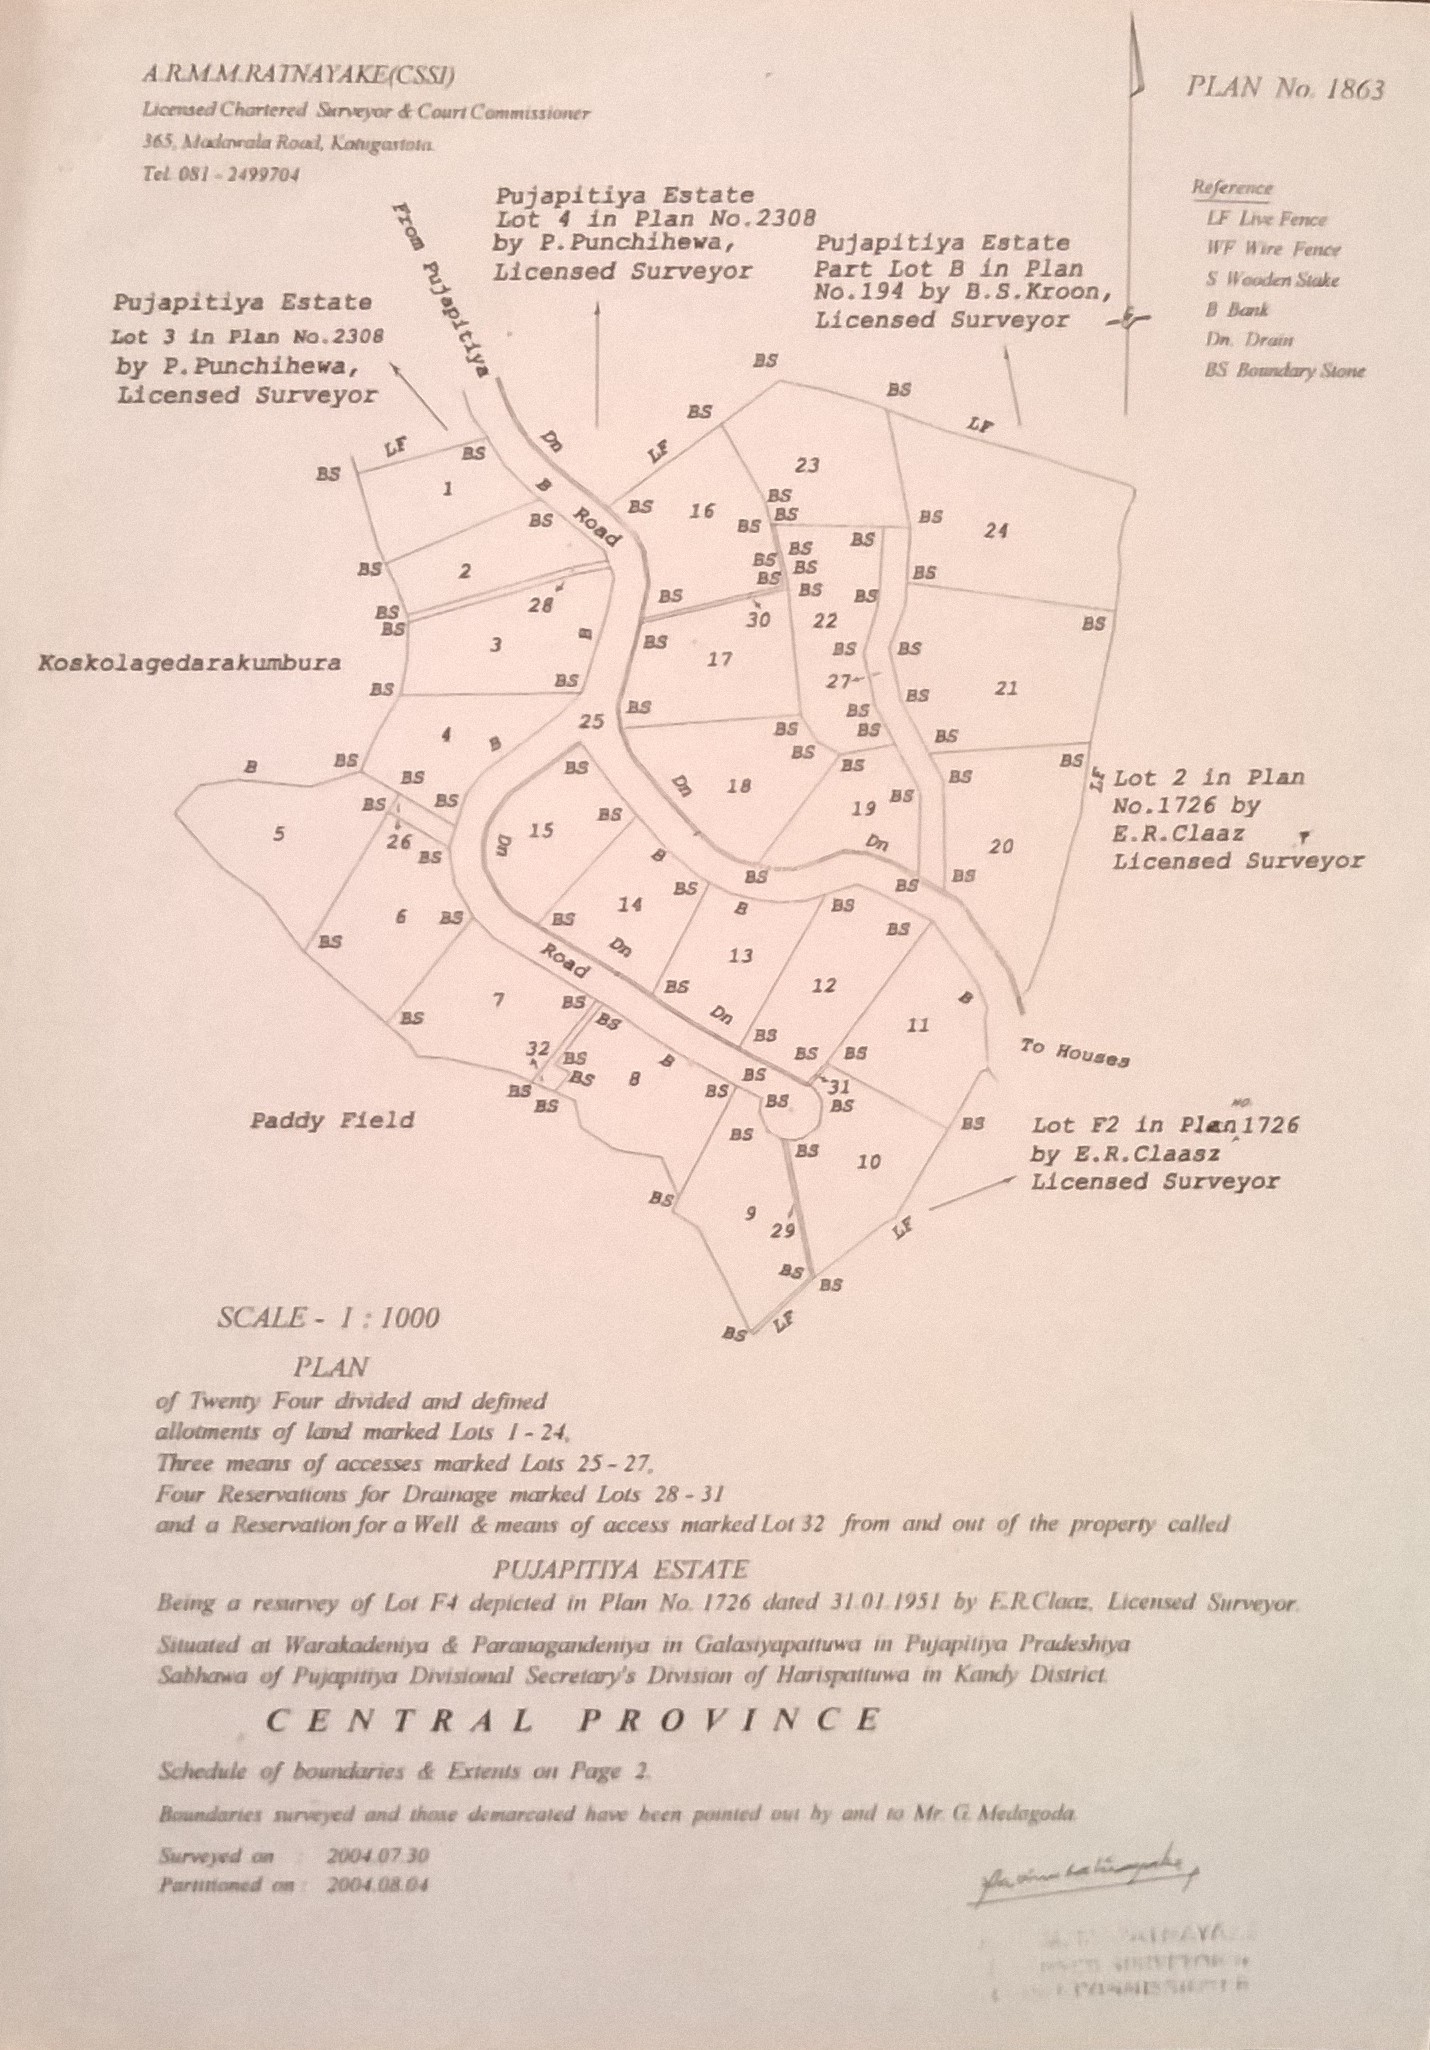 A.R.M.M.RATNAYAKE(CSSI)
Licensed Chartered Surveyor & Court Commissioner
365, Madawala Road, Katugastota.
Tel. 081 - 2499704
PLAN No. 1863
Reference
LF Live Fence
WF Wire Fence
S Wooden Stake
B Bank
Dn. Drain
BS Boundary Stone
From Pujapitiya
Pujapitiya Estate
Lot 4 in Plan No.2308
by P.Punchihewa,
Licensed Surveyor
Pujapitiya Estate
Part Lot B in Plan
No.194 by B.S.Kroon,
Licensed Surveyor
Pujapitiya Estate
Lot 3 in Plan No.2308
by P.Punchihewa,
Licensed Surveyor
BS
BS
LF
BS
LF
Dn
LF
BS
BS
23
1
B
BS
16
BS
BS
BS
BS
Road
BS
24
BS
BS
BS
BS
BS
2
BS
BS
BS
BS
28
BS
BS
30
22
BS
BS
BS
B
3
BS
BS
BS
Koskolagedarakumbura
17
27
21
BS
BS
BS
BS
BS
25
4
B
BS
BS
BS
BS
BS
B
BS
BS
BS
BS
BS
LF
Lot 2 in Plan
No.1726 by
E.R.Claaz
Licensed Surveyor
Dn
18
BS
BS
BS
19
5
15
BS
26
Dn
Dn
20
BS
B
BS
BS
BS
BS
6
BS
BS
14
B
BS
BS
BS
Dn
13
Road
BS
12
7
BS
B
BS
BS
Dn
11
BS
To Houses
32
BS
BS
BS
BS
B
BS
8
BS
BS
31
BS
BS
BS
BS
Paddy Field
BS
BS
BS
10
Lot F2 in Plan No. 1726
by E.R.Claasz
Licensed Surveyor
BS
9
29
LF
BS
BS
BS
LF
SCALE - 1 : 1000
PLAN
of Twenty Four divided and defined
allotments of land marked Lots 1 - 24,
Three means of accesses marked Lots 25 - 27,
Four Reservations for Drainage marked Lots 28 - 31
and a Reservation for a Well & means of access marked Lot 32 from and out of the property called
PUJAPITIYA ESTATE
Being a resurvey of Lot F4 depicted in Plan No. 1726 dated 31.01.1951 by E.R.Claaz, Licensed Surveyor.
Situated at Warakadeniya & Paranagandeniya in Galasiyapattuwa in Pujapitiya Pradeshiya
Sabhawa of Pujapitiya Divisional Secretary's Division of Harispattuwa in Kandy District.
CENTRAL PROVINCE
Schedule of boundaries & Extents on Page 2.
Boundaries surveyed and those demarcated have been pointed out by and to Mr. G. Medagoda.
Surveyed on : 2004.07.30
Partitioned on : 2004.08.04